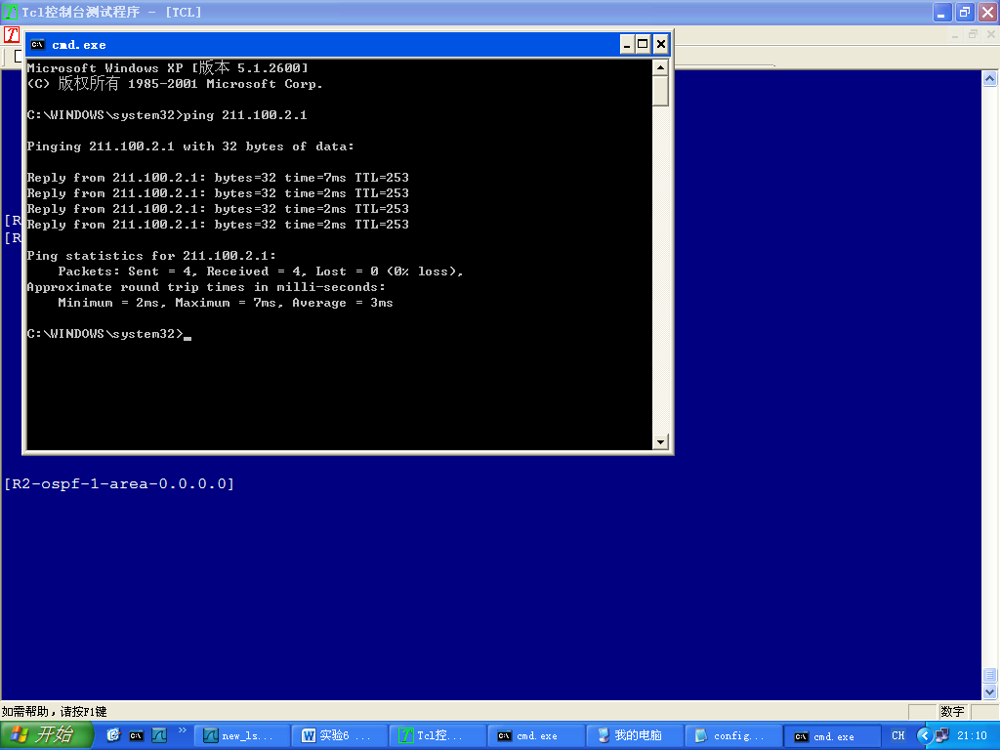 Tcl控制台测试程序 - [TCL]
cmd.exe
Microsoft Windows XP [版本 5.1.2600]
(C) 版权所有 1985-2001 Microsoft Corp.
C:\WINDOWS\system32>ping 211.100.2.1
Pinging 211.100.2.1 with 32 bytes of data:
Reply from 211.100.2.1: bytes=32 time=7ms TTL=253
Reply from 211.100.2.1: bytes=32 time=2ms TTL=253
Reply from 211.100.2.1: bytes=32 time=2ms TTL=253
Reply from 211.100.2.1: bytes=32 time=2ms TTL=253
Ping statistics for 211.100.2.1:
Packets: Sent = 4, Received = 4, Lost = 0 (0% loss),
Approximate round trip times in milli-seconds:
Minimum = 2ms, Maximum = 7ms, Average = 3ms
C:\WINDOWS\system32>
[R
[R
[R2-ospf-1-area-0.0.0.0]
如需帮助，请按F1键
数字
开始
new_ls...
实验6 ...
Tcl控...
cmd.exe
我的电脑
config...
cmd.exe
CH
21:10